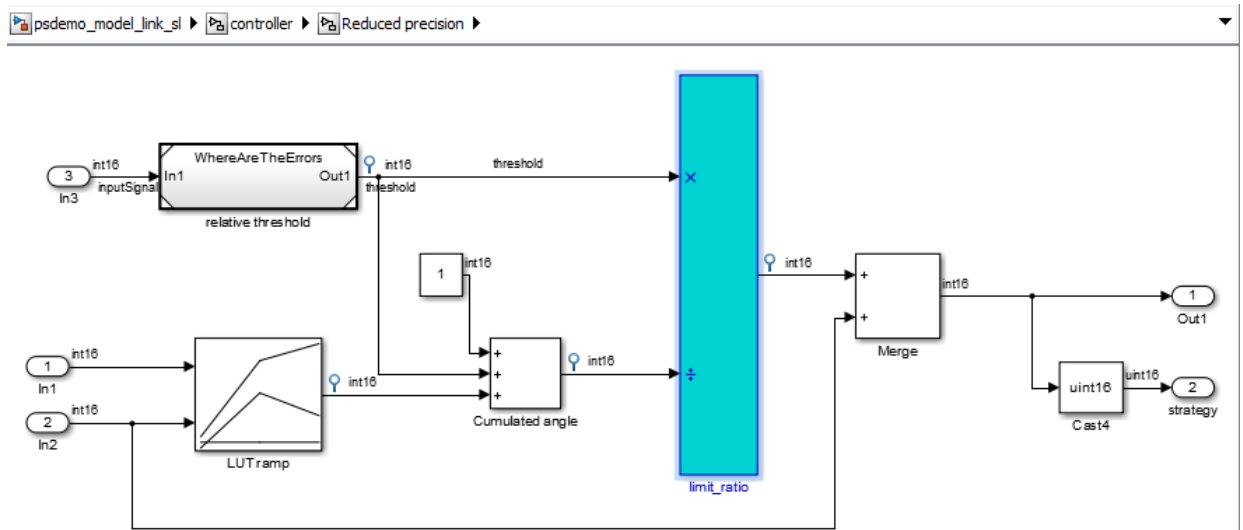 psdemo_model_link_sl controller Reduced precision
WhereAreTheErrors
int16
int16
threshold
3
In1
Out1
×
inputSignal
threshold
In3
relative threshold
int16
int16
1
+
int16
int16
1
+
Out1
Merge
int16
1
int16
+
In1
int16
+
÷
uint16
uint16
2
int16
+
strategy
2
Cumulated angle
Cast4
In2
LUTramp
limit_ratio